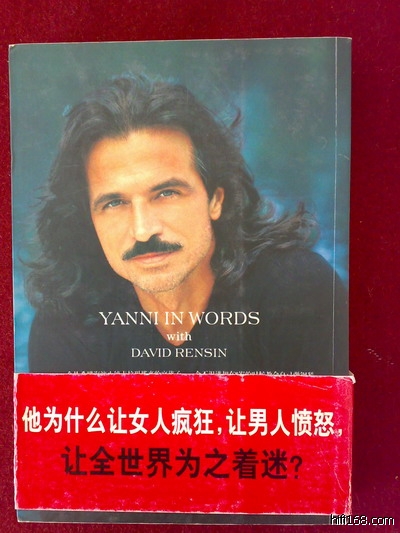 YANNI IN WORDS
with
DAVID RENSIN
他为什么让女人疯狂,让男人愤怒,
让全世界为之着迷?
hifi168.com